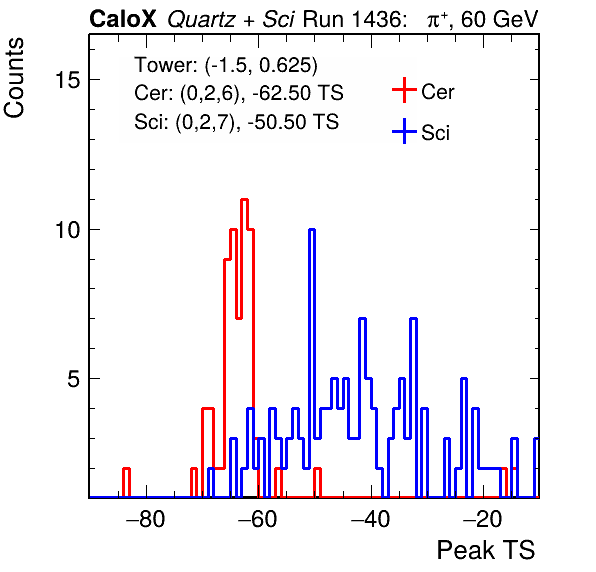 CaloX Quartz + Sci Run 1436: π⁺, 60 GeV
Counts
Tower: (-1.5, 0.625)
Cer: (0,2,6), -62.50 TS
Sci: (0,2,7), -50.50 TS
Cer
Sci
15
10
5
−80 −60 −40 −20
Peak TS